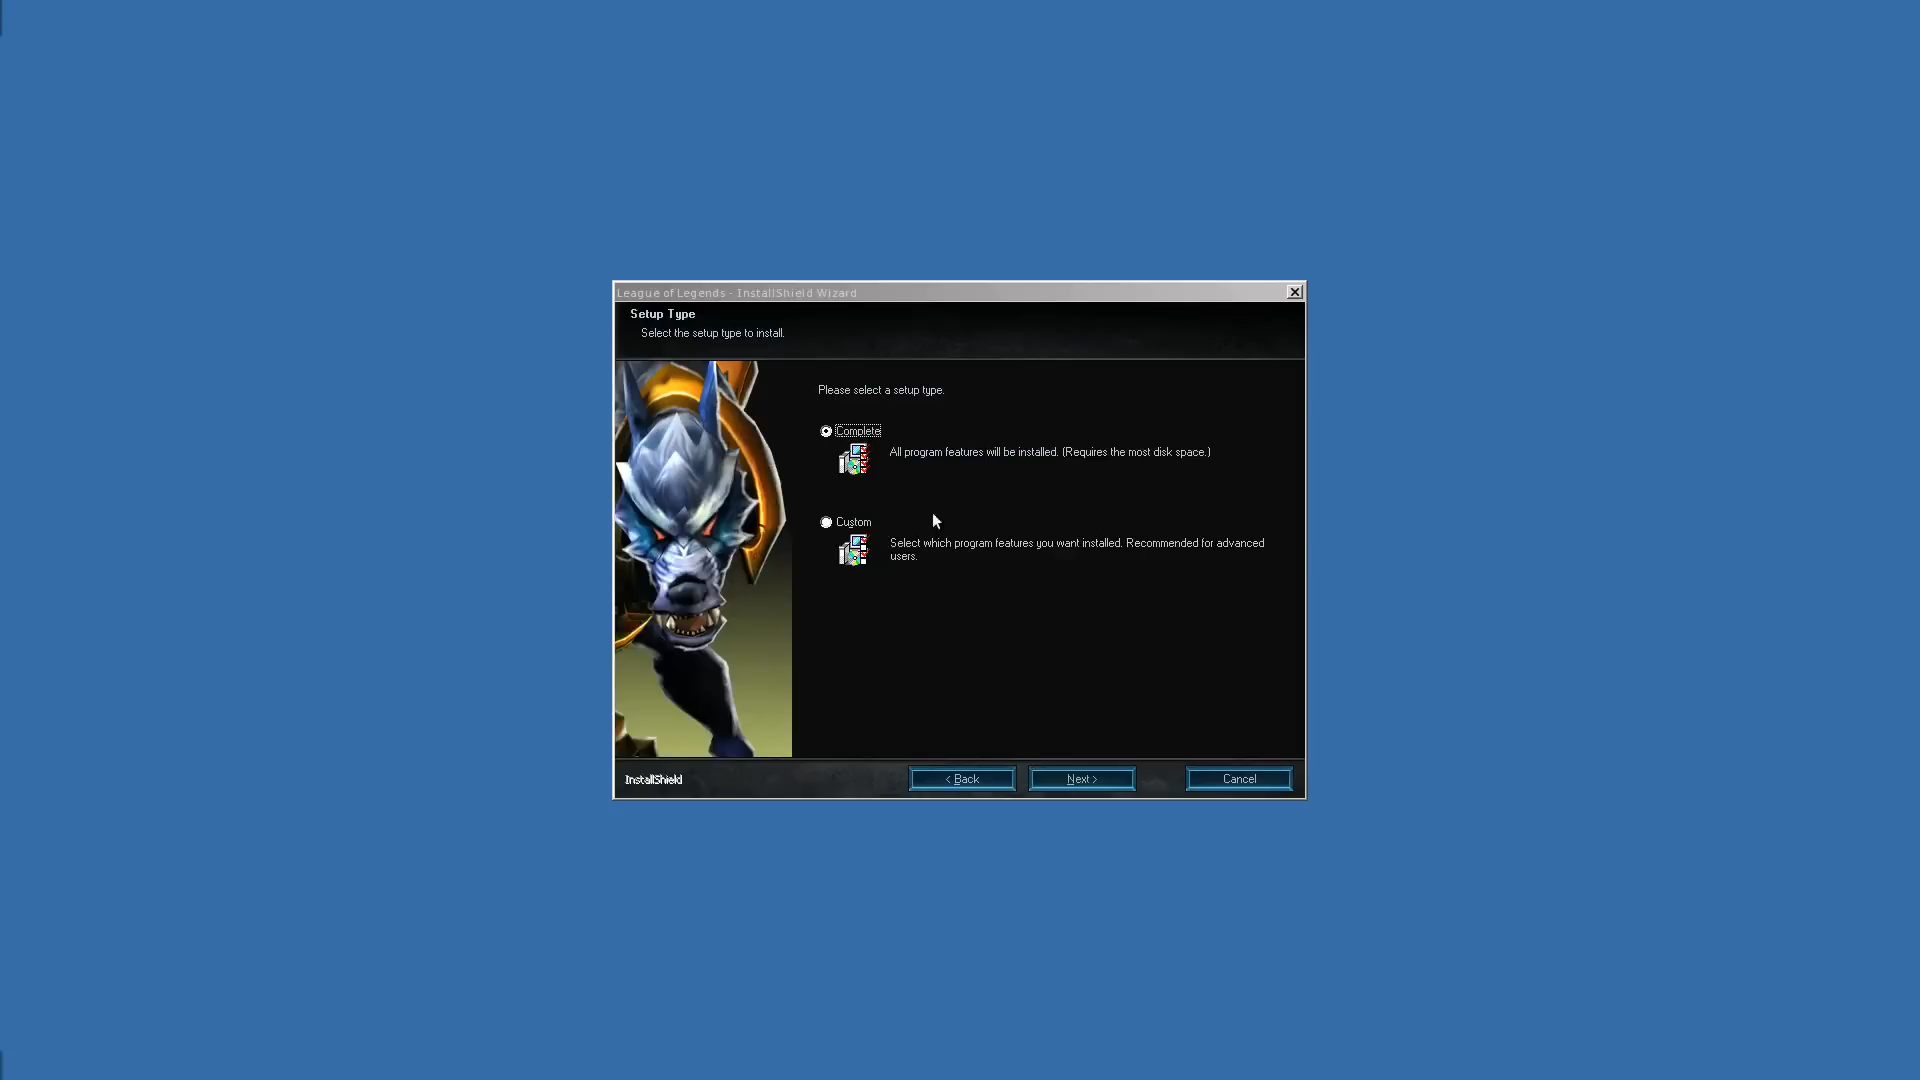 League of Legends - InstallShield Wizard
Setup Type
Select the setup type to install.
Please select a setup type.
Complete
All program features will be installed. (Requires the most disk space.)
Custom
Select which program features you want installed. Recommended for advanced
users.
InstallShield
< Back
Next >
Cancel